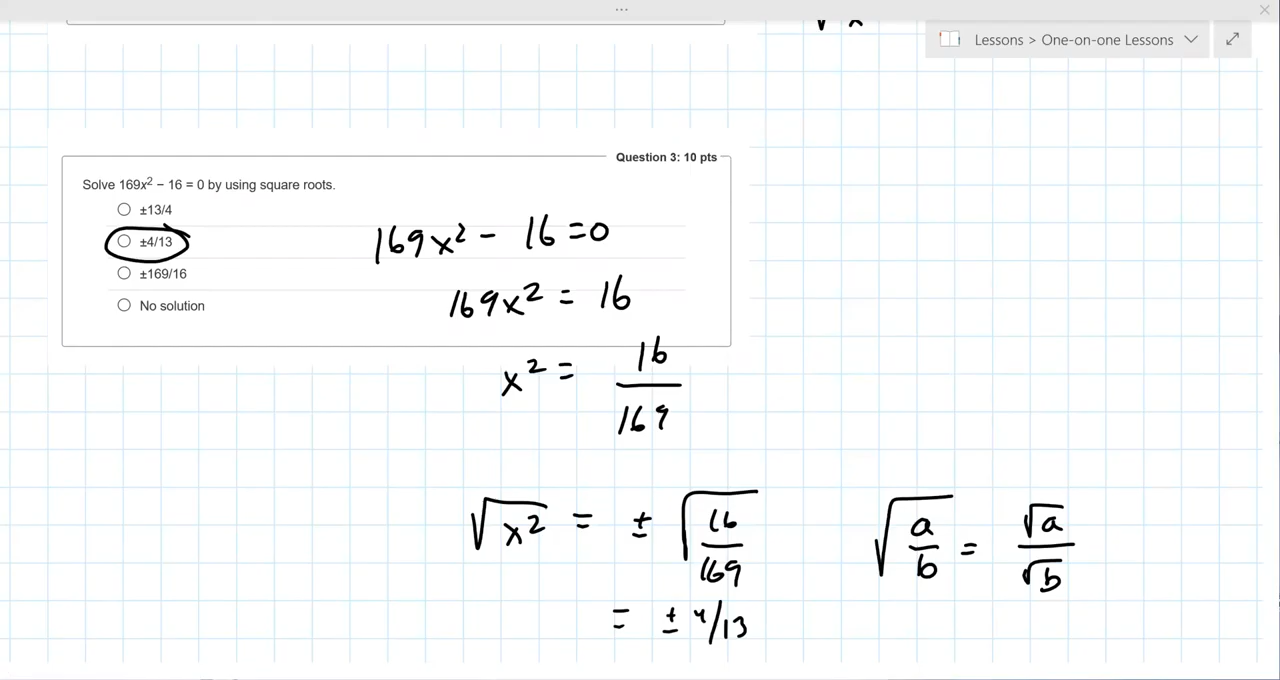 Lessons > One-on-one Lessons
Question 3: 10 pts
Solve 169x² − 16 = 0 by using square roots.
±13/4
±4/13
±169/16
No solution
169x² - 16 = 0
169x² = 16
x² = 16/169
√x² = ± √(16/169)
= ± 4/13
√(a/b) = √a/√b